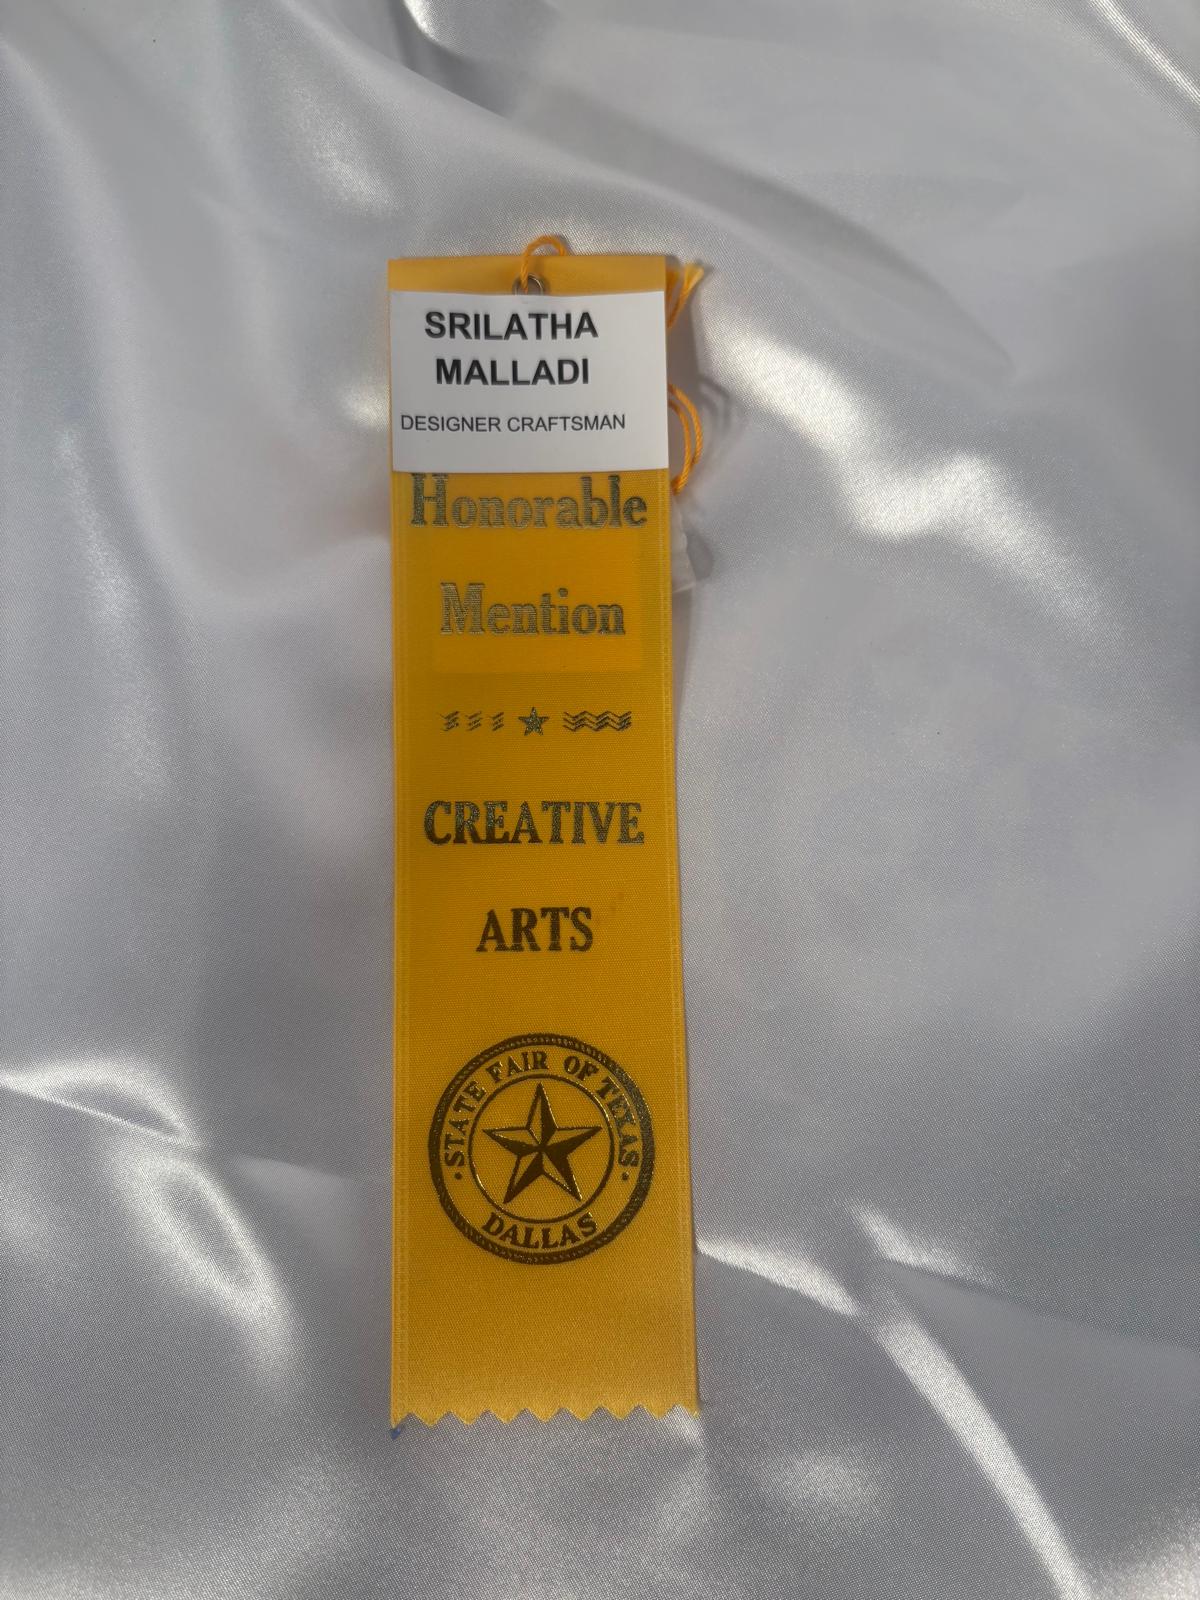 SRILATHA
MALLADI
DESIGNER CRAFTSMAN
Honorable
Mention
CREATIVE
ARTS
· STATE FAIR OF TEXAS ·
DALLAS